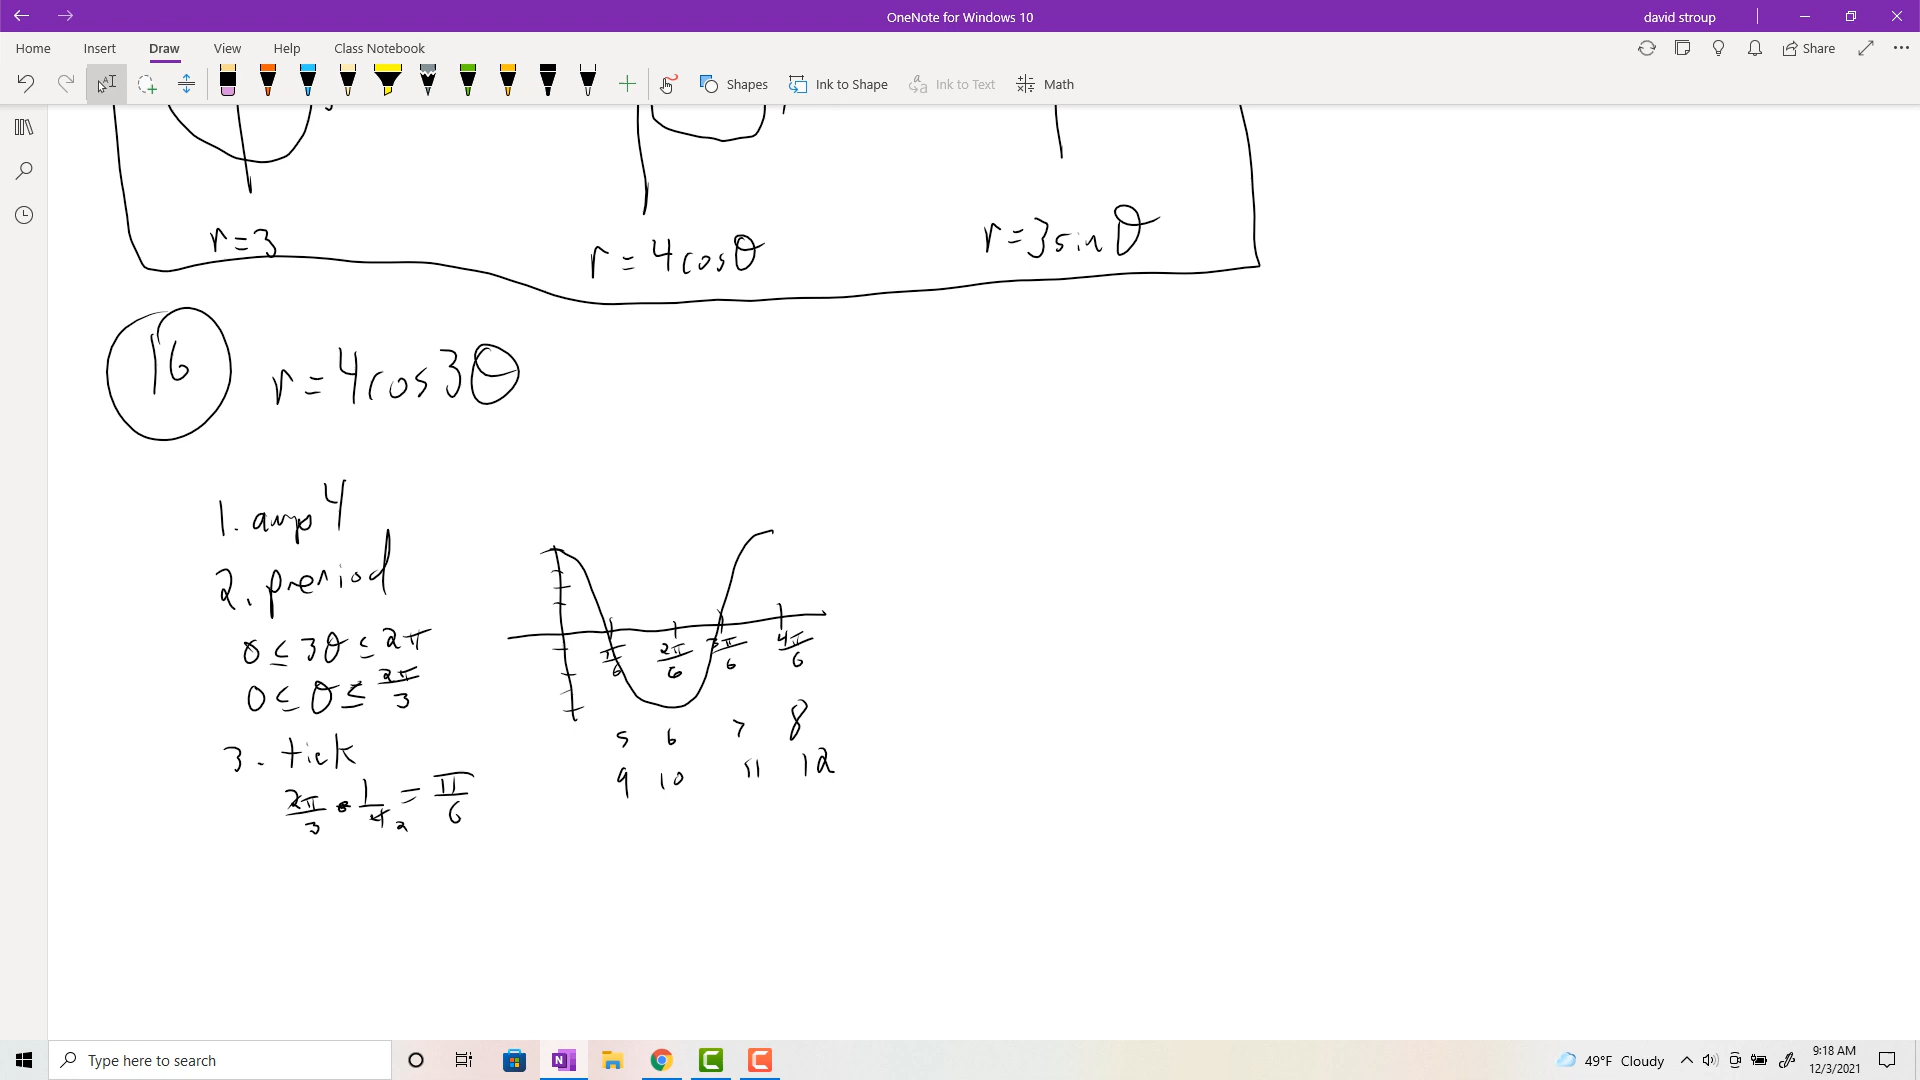 OneNote for Windows 10
david stroup
Home Insert Draw View Help Class Notebook
Share
Shapes Ink to Shape Ink to Text Math
r=3
r=4cosθ
r=3sinθ
16 r=4cos3θ
1. amp 4
2. preriod
0≤3θ≤2π
0≤θ≤2π/3
3. tick
2π/3 · 1/4 2 = π/6
π/6 2π/6 3π/6 4π/6
5 6 7 8
9 10 11 12
Type here to search
49°F Cloudy
9:18 AM
12/3/2021